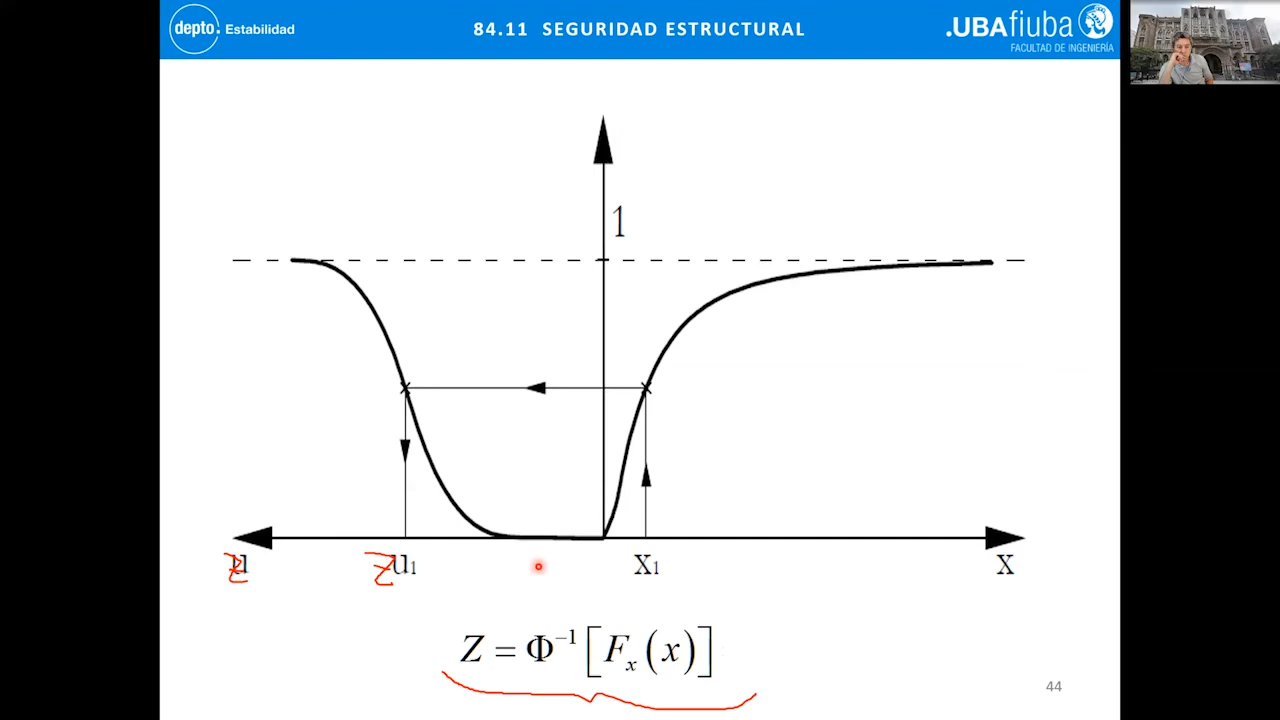 depto. Estabilidad
84.11 SEGURIDAD ESTRUCTURAL
.UBAfiuba
FACULTAD DE INGENIERÍA
1
u z
z u₁
x₁
x
Z = Φ⁻¹[Fₓ(x)]
44